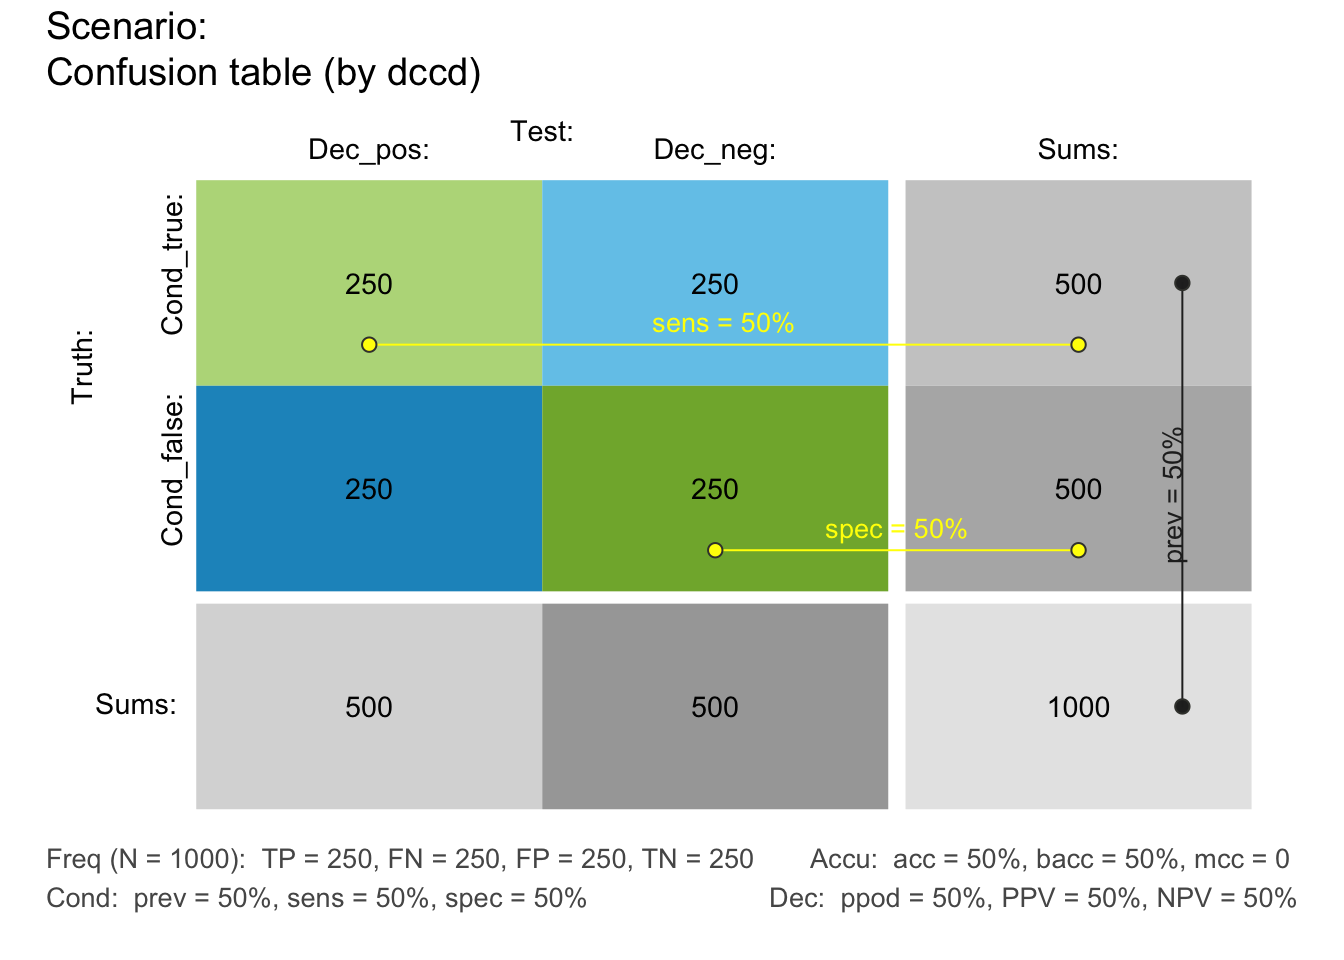 Scenario:
Confusion table (by dccd)
Test:
Dec_pos:
Dec_neg:
Sums:
Truth:
Cond_true:
250
250
500
sens = 50%
Cond_false:
250
250
500
spec = 50%
prev = 50%
Sums:
500
500
1000
Freq (N = 1000):  TP = 250, FN = 250, FP = 250, TN = 250
Accu:  acc = 50%, bacc = 50%, mcc = 0
Cond:  prev = 50%, sens = 50%, spec = 50%
Dec:  ppod = 50%, PPV = 50%, NPV = 50%